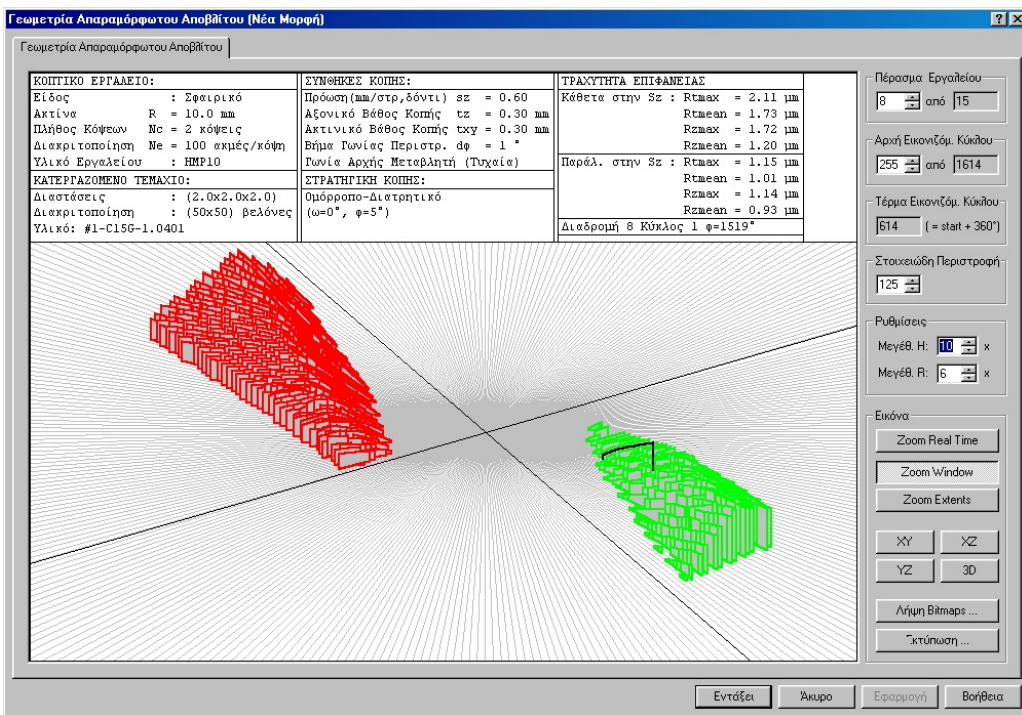 Γεωμετρία Απαραμόρφωτου Αποβλίτου (Νέα Μορφή)
Γεωμετρία Απαραμόρφωτου Αποβλίτου
ΚΟΠΤΙΚΟ ΕΡΓΑΛΕΙΟ:
Είδος : Σφαιρικό
Ακτίνα R = 10.0 mm
Πλήθος Κόψεων Nc = 2 κόψεις
Διακριτοποίηση Ne = 100 ακμές/κόψη
Υλικό Εργαλείου : HMP10
ΚΑΤΕΡΓΑΖΟΜΕΝΟ ΤΕΜΑΧΙΟ:
Διαστάσεις : (2.0x2.0x2.0)
Διακριτοποίηση : (50x50) βελόνες
Υλικό: #1-C15G-1.0401
ΣΥΝΘΗΚΕΣ ΚΟΠΗΣ:
Πρόωση(mm/στρ,δόντι) sz = 0.60
Αξονικό Βάθος Κοπής tz = 0.30 mm
Ακτινικό Βάθος Κοπής txy = 0.30 mm
Βήμα Γωνίας Περιστρ. dφ = 1 °
Γωνία Αρχής Μεταβλητή (Τυχαία)
ΣΤΡΑΤΗΓΙΚΗ ΚΟΠΗΣ:
Ομόρροπο-Διατρητικό
(ω=0°, φ=5°)
ΤΡΑΧΥΤΗΤΑ ΕΠΙΦΑΝΕΙΑΣ
Κάθετα στην Sz : Rtmax = 2.11 μm
Rtmean = 1.73 μm
Rzmax = 1.72 μm
Rzmean = 1.20 μm
Παράλ. στην Sz : Rtmax = 1.15 μm
Rtmean = 1.01 μm
Rzmax = 1.14 μm
Rzmean = 0.93 μm
Διαδρομή 8 Κύκλος 1 φ=1519°
Πέρασμα Εργαλείου
8 από 15
Αρχή Εικονιζόμ. Κύκλου
255 από 1614
Τέρμα Εικονιζόμ. Κύκλου
614 ( = start + 360°)
Στοιχειώδη Περιστροφή
125
Ρυθμίσεις
Μεγέθ. H: 10 x
Μεγέθ. R: 6 x
Εικόνα
Zoom Real Time
Zoom Window
Zoom Extents
XY XZ
YZ 3D
Λήψη Bitmaps ...
Εκτύπωση ...
Εντάξει Άκυρο Εφαρμογή Βοήθεια